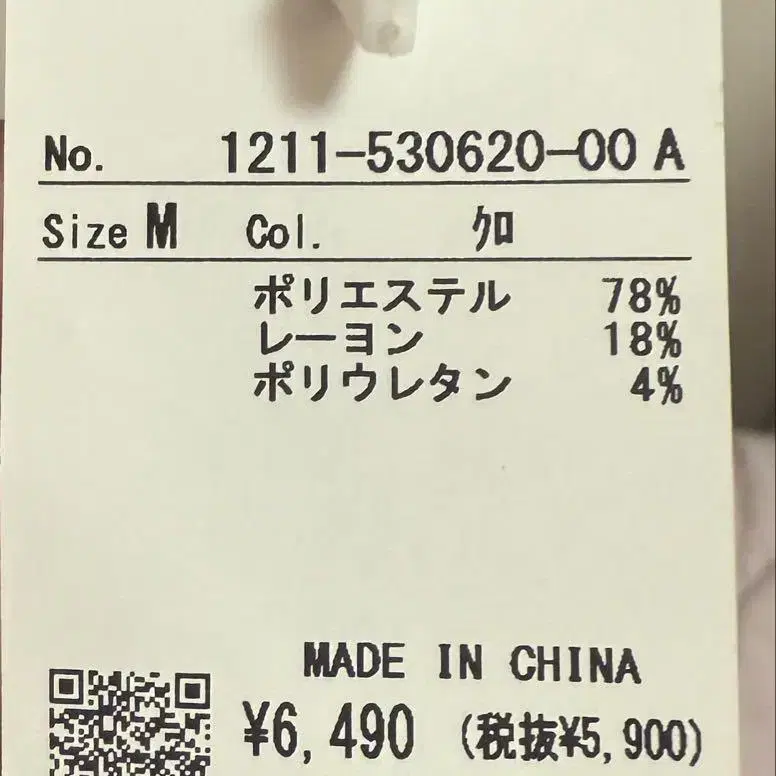 No. 1211-530620-00 A
Size M Col. ｸﾛ
ポリエステル 78%
レーヨン 18%
ポリウレタン 4%
MADE IN CHINA
¥6,490 (税抜¥5,900)